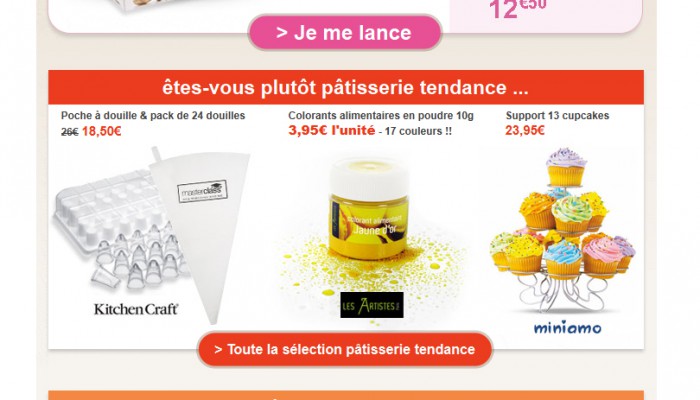 12€50
> Je me lance
êtes-vous plutôt pâtisserie tendance ...
Poche à douille & pack de 24 douilles
26€ 18,50€
Colorants alimentaires en poudre 10g
3,95€ l'unité - 17 couleurs !!
Support 13 cupcakes
23,95€
masterclass
colorant alimentaire
Jaune d'or
KitchenCraft
LES ARTISTES
miniamo
> Toute la sélection pâtisserie tendance